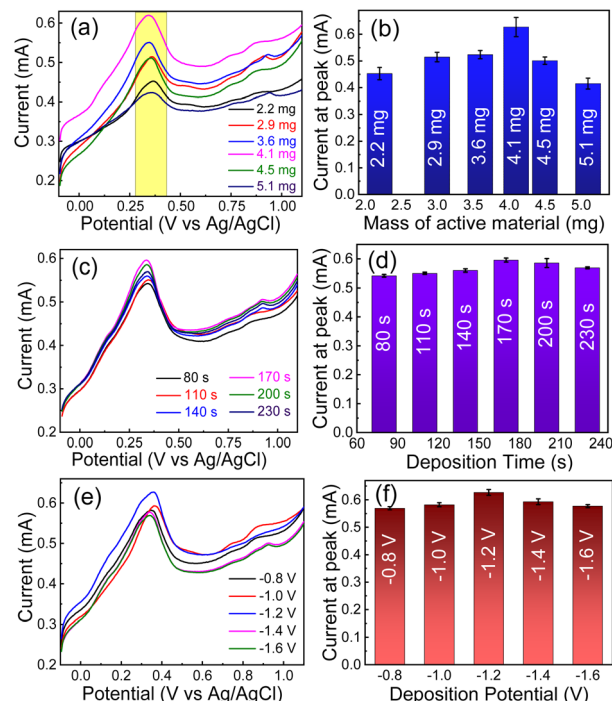 (a)
Current (mA)
0.6
0.5
0.4
0.3
0.2
0.00 0.25 0.50 0.75 1.00
Potential (V vs Ag/AgCl)
2.2 mg
2.9 mg
3.6 mg
4.1 mg
4.5 mg
5.1 mg
(b)
Current at peak (mA)
0.6
0.5
0.4
0.3
0.2
0.1
0.0
2.2 mg
2.9 mg
3.6 mg
4.1 mg
4.5 mg
5.1 mg
2.0 2.5 3.0 3.5 4.0 4.5 5.0
Mass of active material (mg)
(c)
Current (mA)
0.6
0.5
0.4
0.3
0.2
0.00 0.25 0.50 0.75 1.00
Potential (V vs Ag/AgCl)
80 s
110 s
140 s
170 s
200 s
230 s
(d)
Current at peak (mA)
0.6
0.5
0.4
0.3
0.2
0.1
0.0
80 s
110 s
140 s
170 s
200 s
230 s
60 90 120 150 180 210 240
Deposition Time (s)
(e)
Current (mA)
0.6
0.5
0.4
0.3
0.2
0.0 0.2 0.4 0.6 0.8 1.0
Potential (V vs Ag/AgCl)
-0.8 V
-1.0 V
-1.2 V
-1.4 V
-1.6 V
(f)
Current at peak (mA)
0.6
0.5
0.4
0.3
0.2
0.1
0.0
-0.8 V
-1.0 V
-1.2 V
-1.4 V
-1.6 V
-0.8 -1.0 -1.2 -1.4 -1.6
Deposition Potential (V)